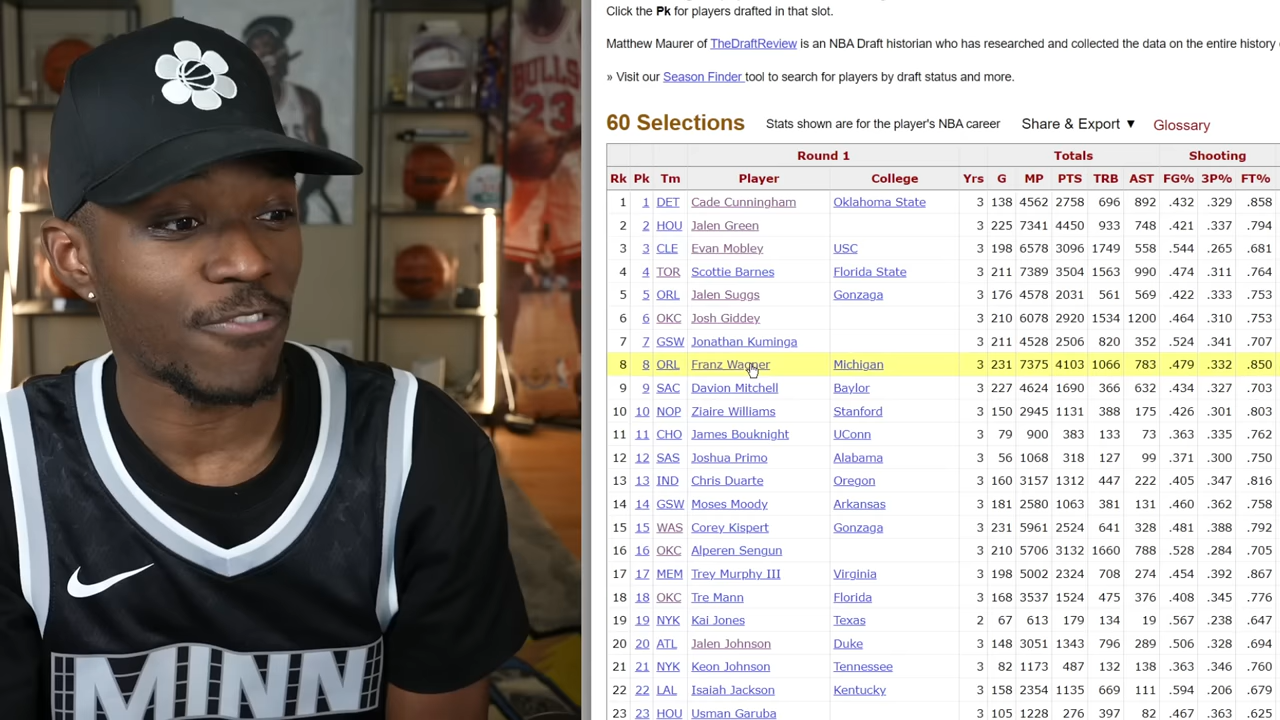 BULLS
23
MINN
Click the Pk for players drafted in that slot.
Matthew Maurer of TheDraftReview is an NBA Draft historian who has researched and collected the data on the entire history
» Visit our Season Finder tool to search for players by draft status and more.
60 Selections Stats shown are for the player's NBA career Share & Export ▼ Glossary
Round 1 Totals Shooting
Rk Pk Tm Player College Yrs G MP PTS TRB AST FG% 3P% FT%
1 1 DET Cade Cunningham Oklahoma State 3 138 4562 2758 696 892 .432 .329 .858
2 2 HOU Jalen Green 3 225 7341 4450 933 748 .421 .337 .794
3 3 CLE Evan Mobley USC 3 198 6578 3096 1749 558 .544 .265 .681
4 4 TOR Scottie Barnes Florida State 3 211 7389 3504 1563 990 .474 .311 .764
5 5 ORL Jalen Suggs Gonzaga 3 176 4578 2031 561 569 .422 .333 .753
6 6 OKC Josh Giddey 3 210 6078 2920 1534 1200 .464 .310 .753
7 7 GSW Jonathan Kuminga 3 211 4528 2506 820 352 .524 .341 .707
8 8 ORL Franz Wagner Michigan 3 231 7375 4103 1066 783 .479 .332 .850
9 9 SAC Davion Mitchell Baylor 3 227 4624 1690 366 632 .434 .327 .703
10 10 NOP Ziaire Williams Stanford 3 150 2945 1131 388 175 .426 .301 .803
11 11 CHO James Bouknight UConn 3 79 900 383 133 73 .363 .335 .762
12 12 SAS Joshua Primo Alabama 3 56 1068 318 127 99 .371 .300 .750
13 13 IND Chris Duarte Oregon 3 160 3157 1312 447 222 .405 .347 .816
14 14 GSW Moses Moody Arkansas 3 181 2580 1063 381 131 .460 .362 .758
15 15 WAS Corey Kispert Gonzaga 3 231 5961 2524 641 328 .481 .388 .792
16 16 OKC Alperen Sengun 3 210 5706 3132 1660 788 .528 .284 .705
17 17 MEM Trey Murphy III Virginia 3 198 5002 2324 708 274 .454 .392 .867
18 18 OKC Tre Mann Florida 3 168 3537 1524 475 376 .408 .345 .776
19 19 NYK Kai Jones Texas 2 67 613 179 134 19 .567 .238 .647
20 20 ATL Jalen Johnson Duke 3 148 3051 1343 796 289 .506 .328 .694
21 21 NYK Keon Johnson Tennessee 3 82 1173 487 132 138 .363 .346 .760
22 22 LAL Isaiah Jackson Kentucky 3 158 2354 1135 669 111 .594 .206 .679
23 23 HOU Usman Garuba 3 105 1228 276 397 82 .467 .363 .625